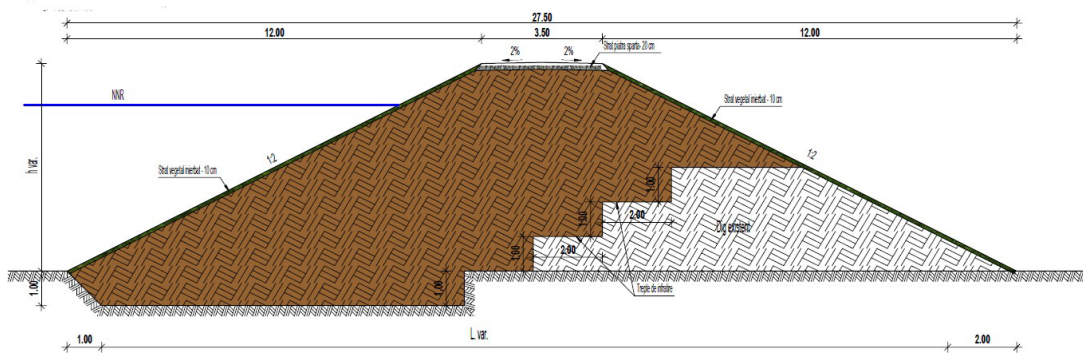 27.50
12.00
3.50
12.00
Strat piatra sparta- 20 cm
2%
2%
NNR
Strat vegetal inierbat - 10 cm
1:2
Strat vegetal inierbat - 10 cm
1:2
h var.
1.00
1.00
2.00
Dig existent
1.00
2.00
1.00
1.00
Trepte de infratire
L. var.
1.00
2.00